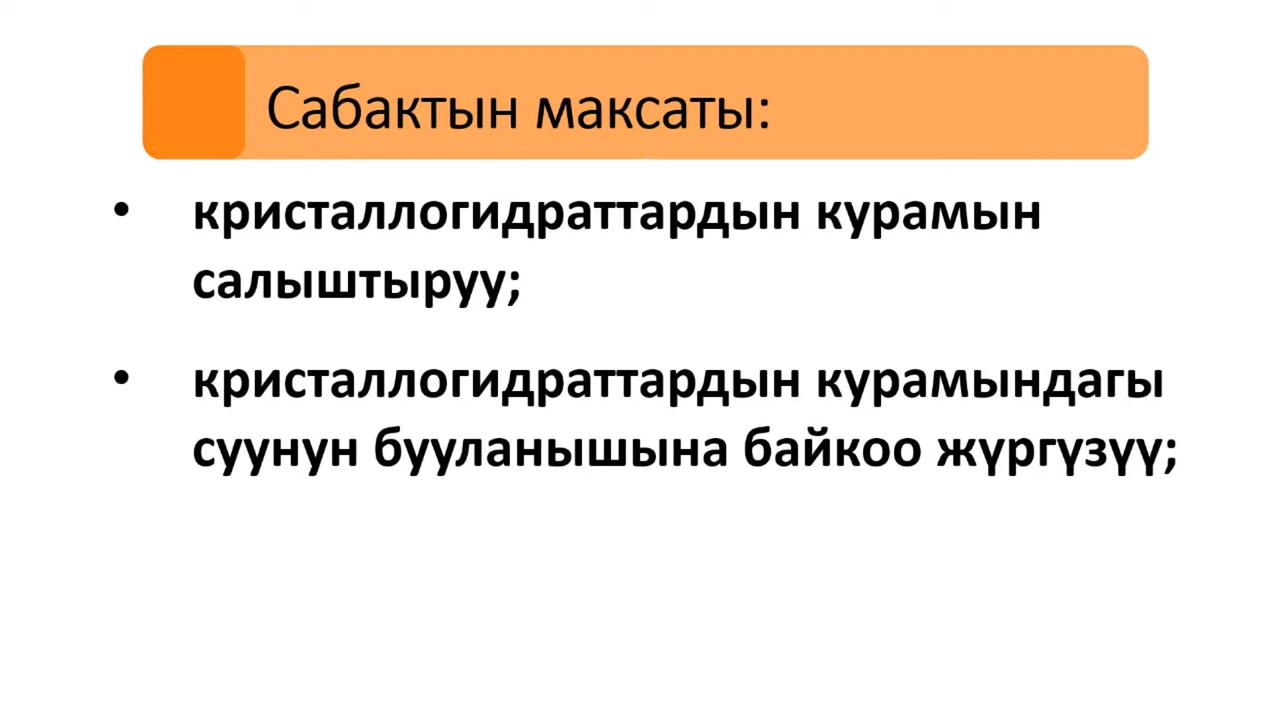 Сабактын максаты:
• кристаллогидраттардын курамын
салыштыруу;
• кристаллогидраттардын курамындагы
суунун бууланышына байкоо жүргүзүү;